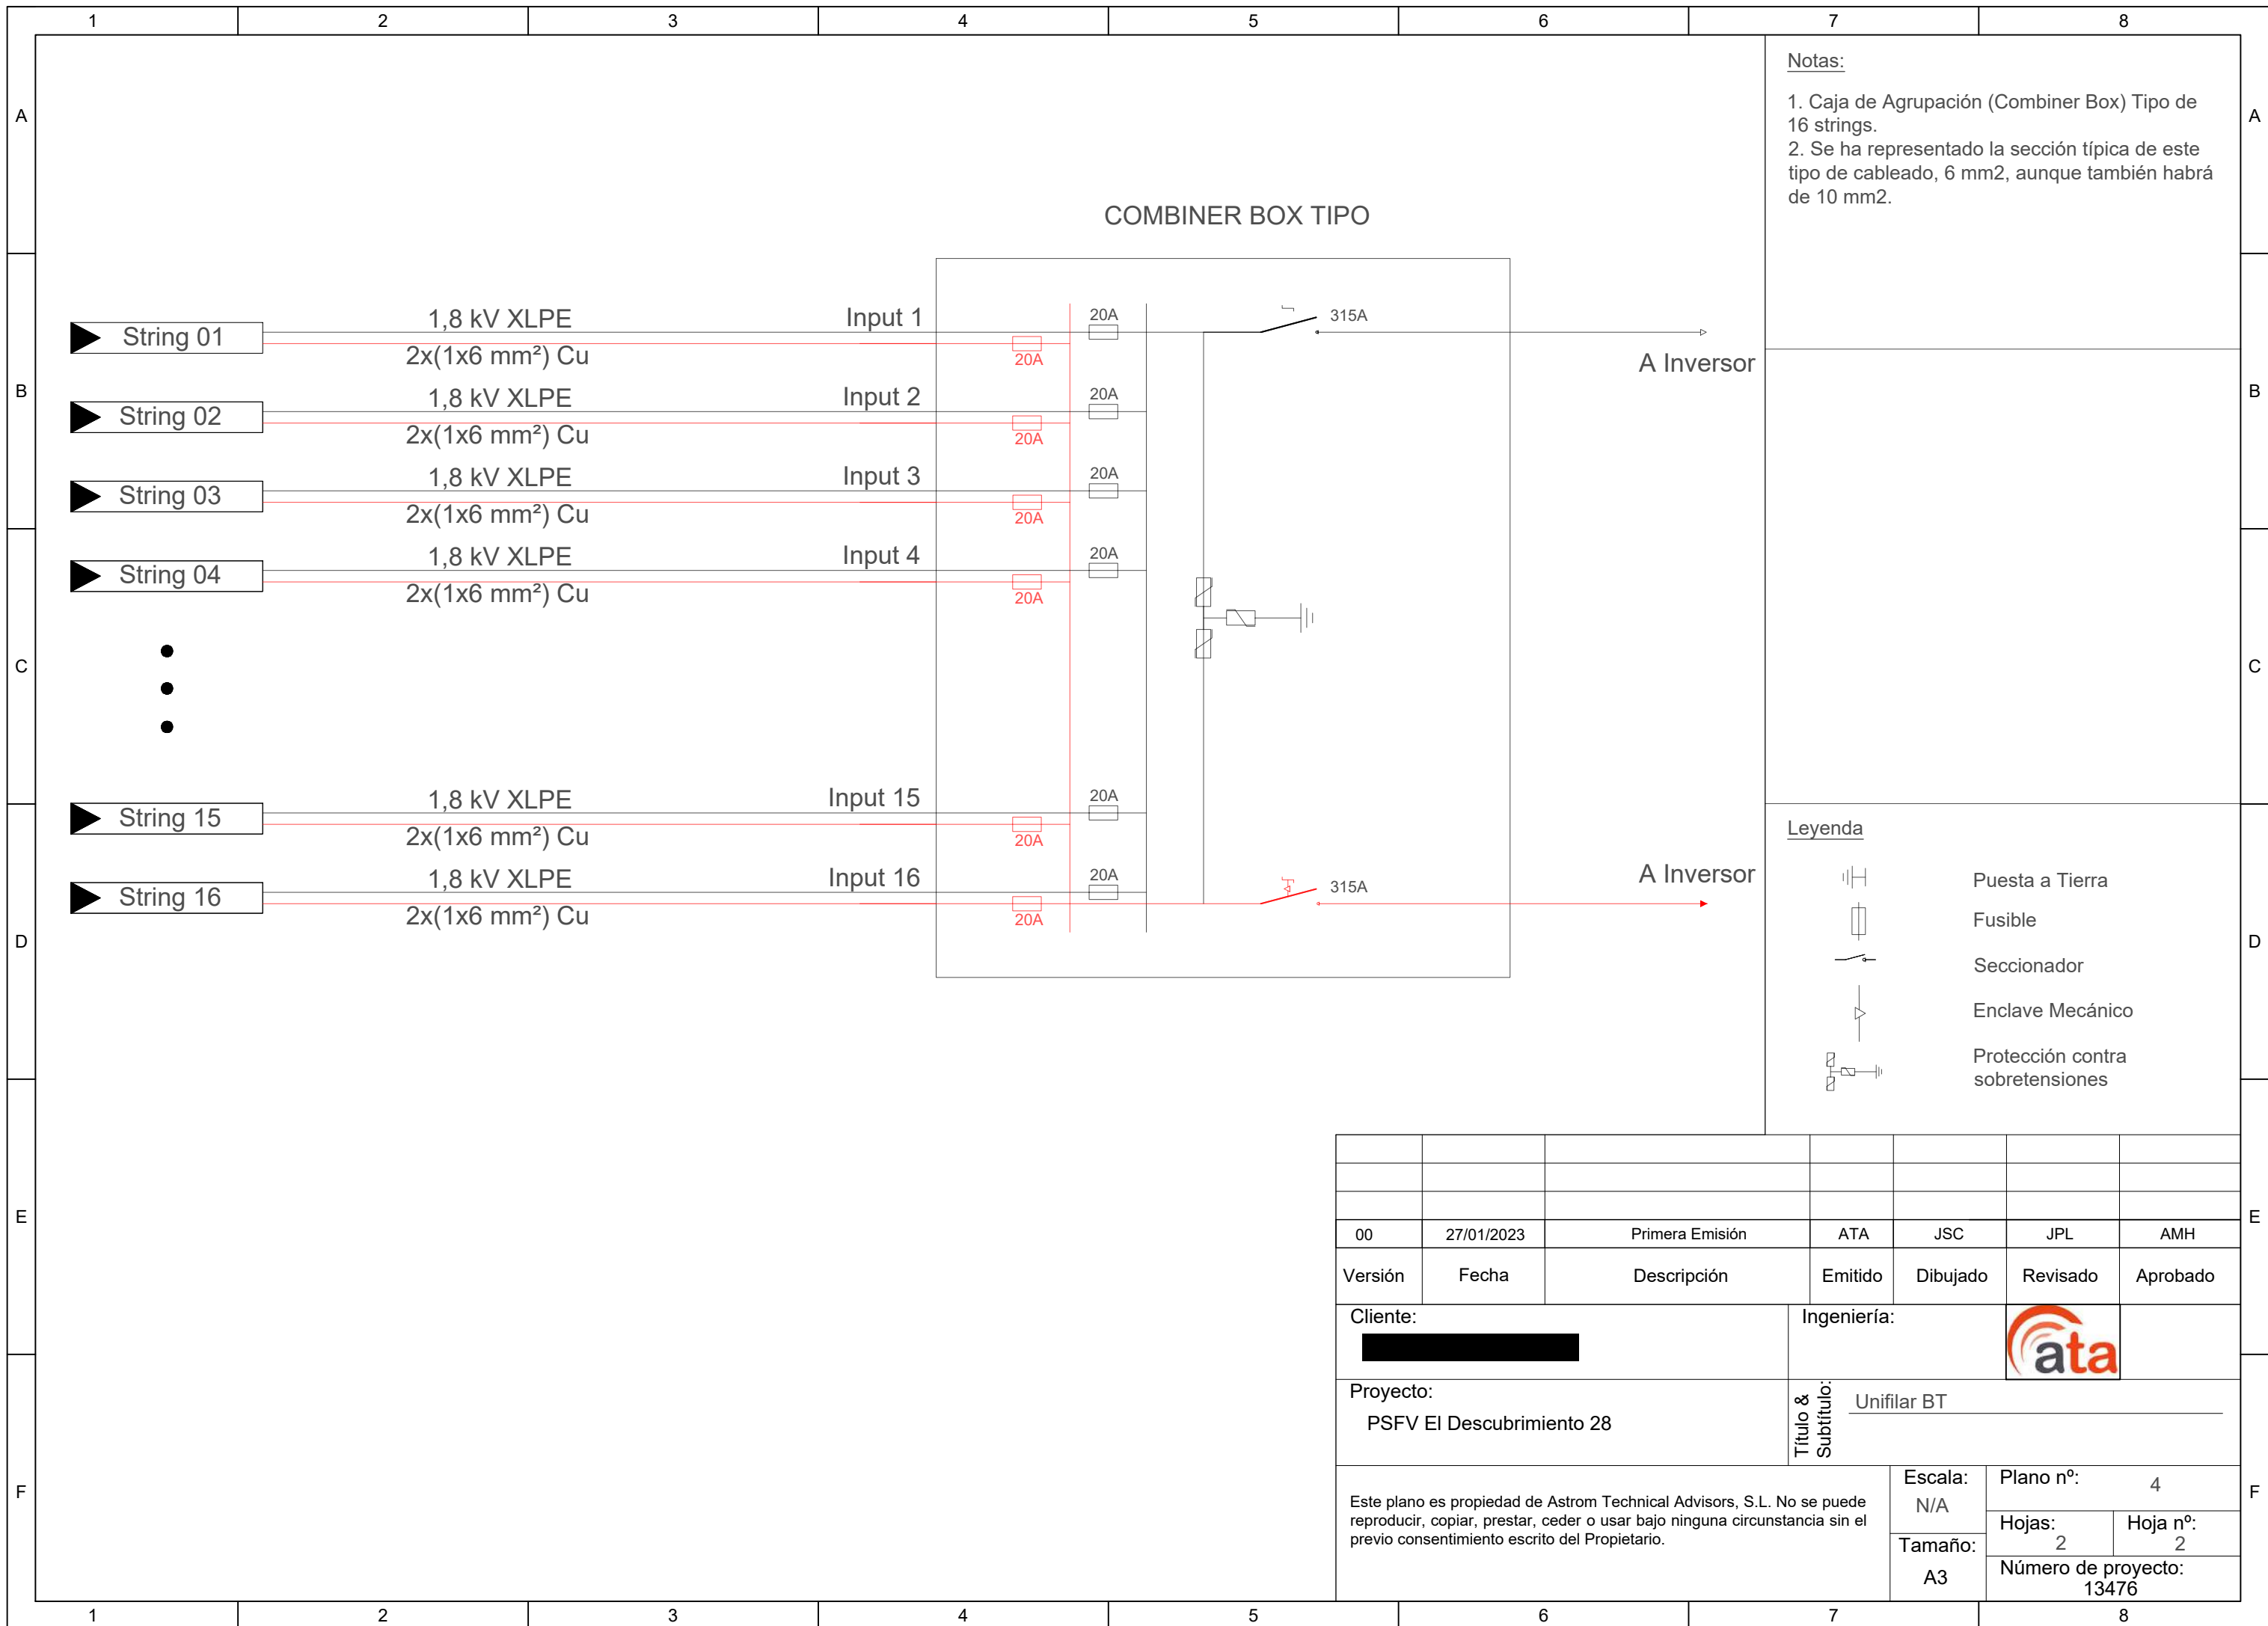 1 2 3 4 5 6 7 8
A
B
C
D
E
F
A
B
C
D
E
F
COMBINER BOX TIPO
String 01
1,8 kV XLPE
2x(1x6 mm²) Cu
Input 1
20A
20A
315A
A Inversor
String 02
1,8 kV XLPE
2x(1x6 mm²) Cu
Input 2
20A
20A
String 03
1,8 kV XLPE
2x(1x6 mm²) Cu
Input 3
20A
20A
String 04
1,8 kV XLPE
2x(1x6 mm²) Cu
Input 4
20A
20A
String 15
1,8 kV XLPE
2x(1x6 mm²) Cu
Input 15
20A
20A
String 16
1,8 kV XLPE
2x(1x6 mm²) Cu
Input 16
20A
20A
315A
A Inversor
Notas:
1. Caja de Agrupación (Combiner Box) Tipo de
16 strings.
2. Se ha representado la sección típica de este
tipo de cableado, 6 mm2, aunque también habrá
de 10 mm2.
Leyenda
Puesta a Tierra
Fusible
Seccionador
Enclave Mecánico
Protección contra
sobretensiones
00 27/01/2023 Primera Emisión ATA JSC JPL AMH
Versión Fecha Descripción Emitido Dibujado Revisado Aprobado
Cliente:
Ingeniería:
ata
Proyecto:
PSFV El Descubrimiento 28
Título &
Subtítulo:
Unifilar BT
Este plano es propiedad de Astrom Technical Advisors, S.L. No se puede
reproducir, copiar, prestar, ceder o usar bajo ninguna circunstancia sin el
previo consentimiento escrito del Propietario.
Escala:
N/A
Tamaño:
A3
Plano nº:
4
Hojas:
2
Hoja nº:
2
Número de proyecto:
13476
1 2 3 4 5 6 7 8